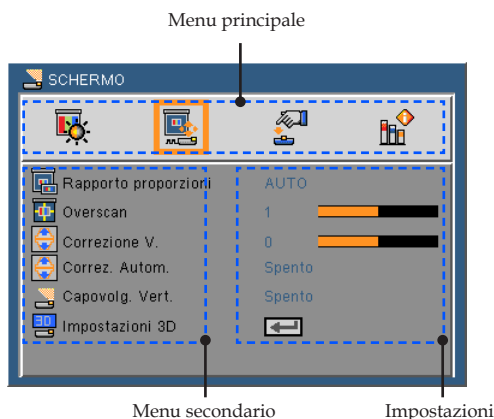 Menu principale
SCHERMO
Rapporto proporzioni AUTO
Overscan 1
Correzione V. 0
Correz. Autom. Spento
Capovolg. Vert. Spento
3D Impostazioni 3D
Menu secondario Impostazioni